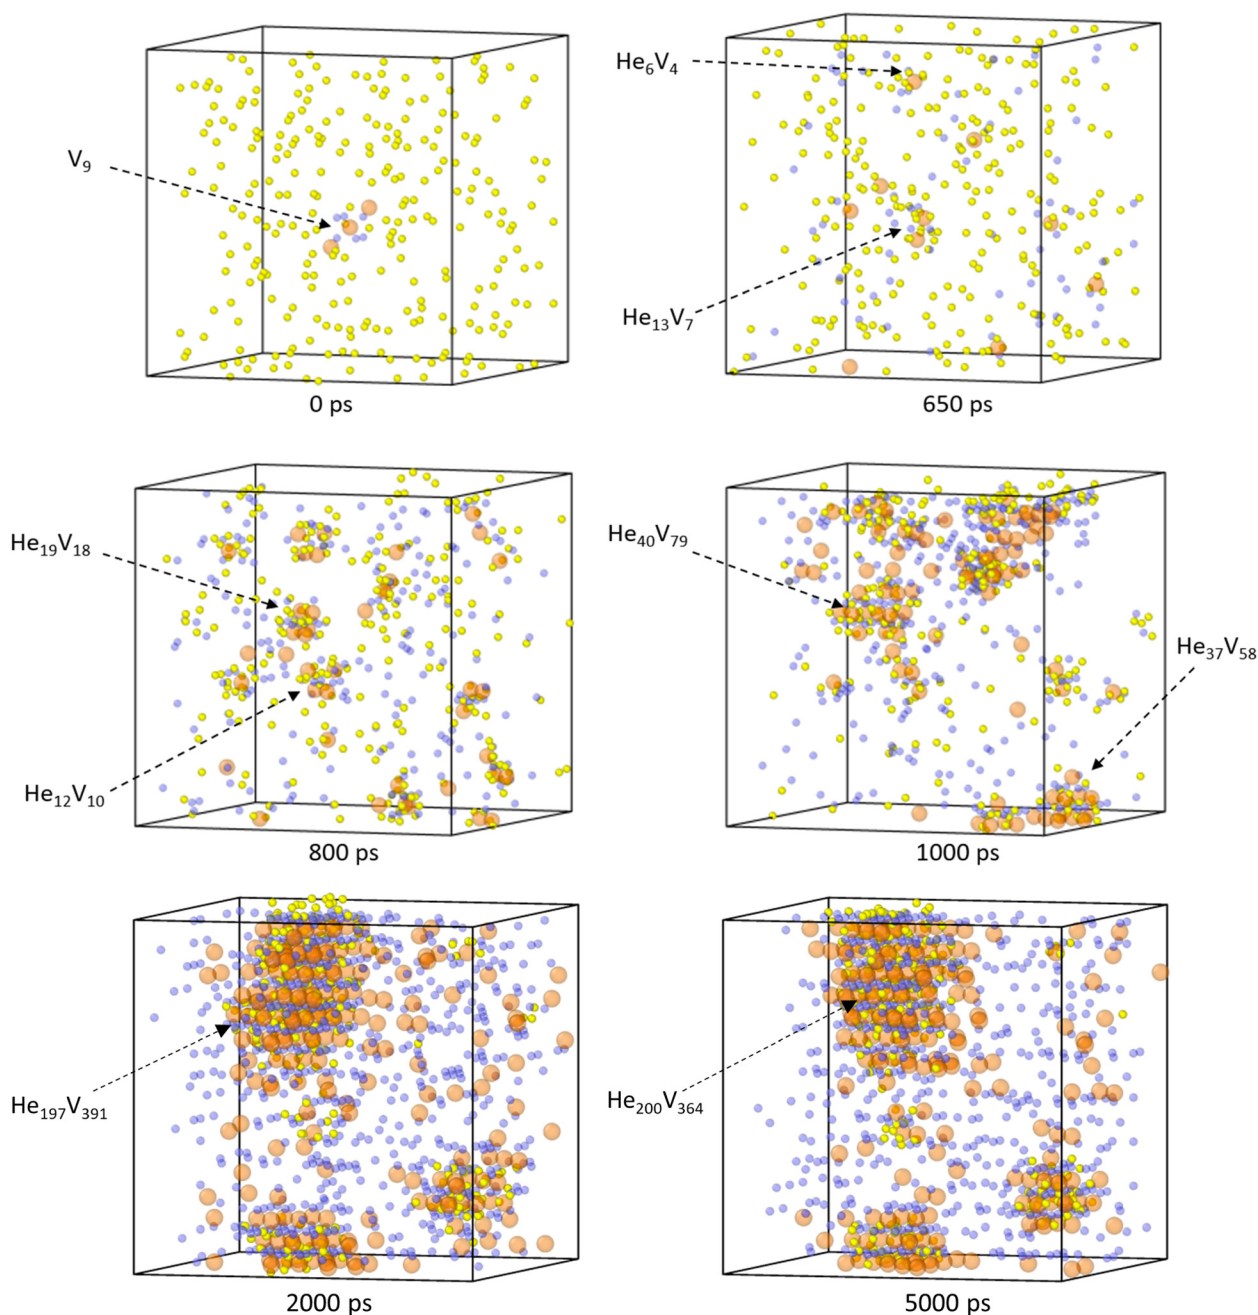 He₆V₄
V₉
He₁₃V₇
0 ps
650 ps
He₁₉V₁₈
He₄₀V₇₉
He₃₇V₅₈
He₁₂V₁₀
800 ps
1000 ps
He₁₉₇V₃₉₁
He₂₀₀V₃₆₄
2000 ps
5000 ps